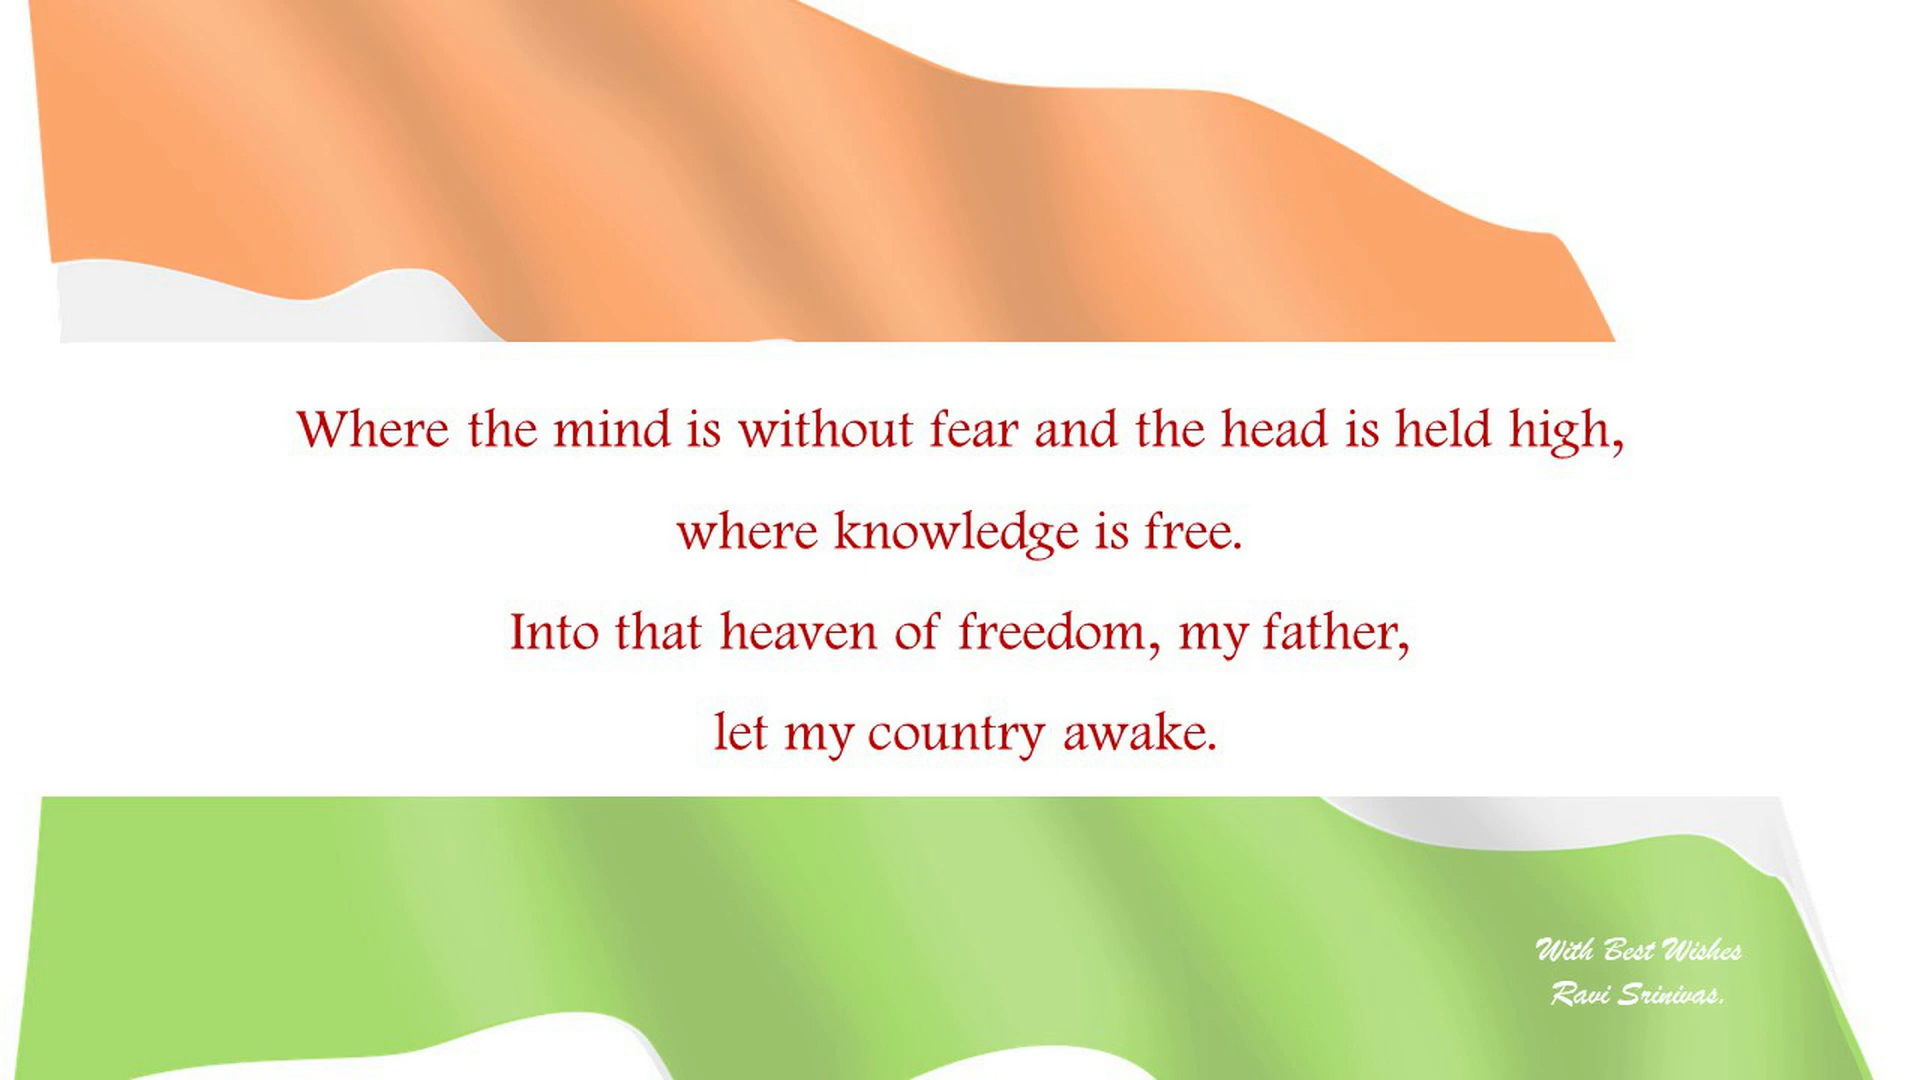 Where the mind is without fear and the head is held high,
where knowledge is free.
Into that heaven of freedom, my father,
let my country awake.
With Best Wishes
Ravi Srinivas.